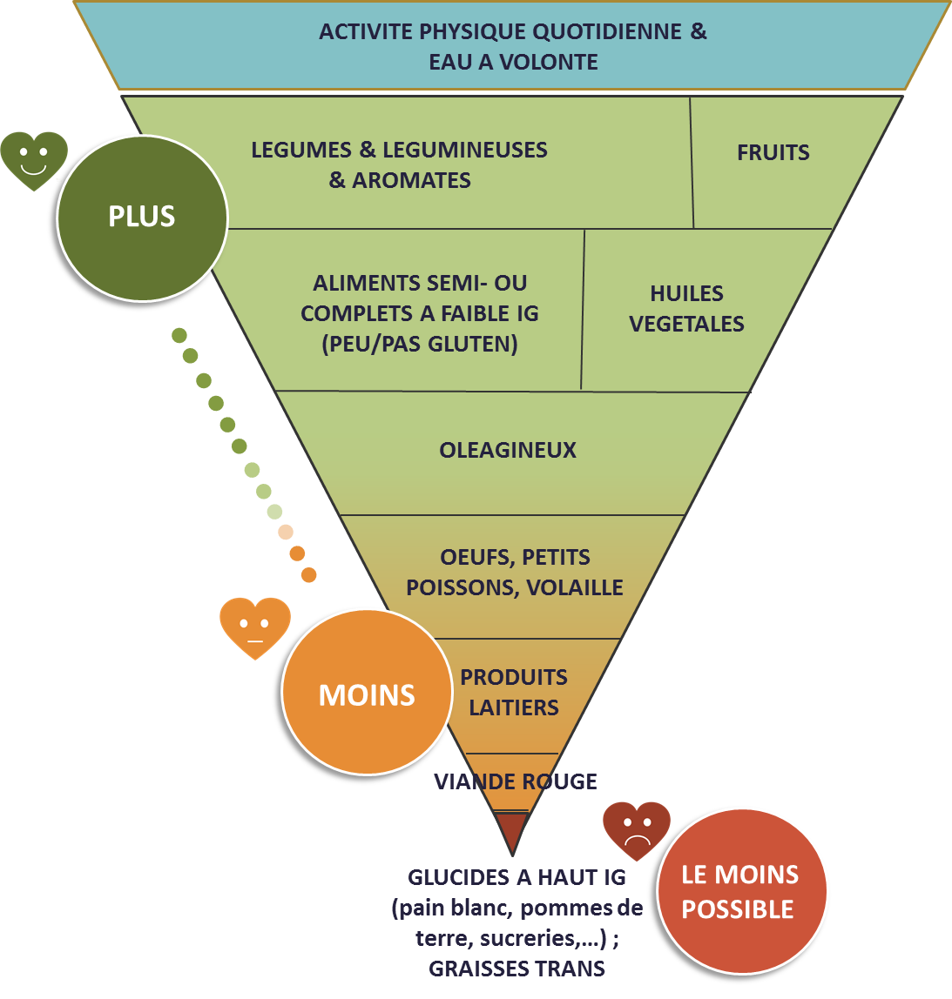 ACTIVITE PHYSIQUE QUOTIDIENNE &
EAU A VOLONTE
LEGUMES & LEGUMINEUSES
& AROMATES
FRUITS
PLUS
ALIMENTS SEMI- OU
COMPLETS A FAIBLE IG
(PEU/PAS GLUTEN)
HUILES
VEGETALES
OLEAGINEUX
OEUFS, PETITS
POISSONS, VOLAILLE
MOINS
PRODUITS
LAITIERS
VIANDE ROUGE
GLUCIDES A HAUT IG
(pain blanc, pommes de
terre, sucreries,...) ;
GRAISSES TRANS
LE MOINS
POSSIBLE